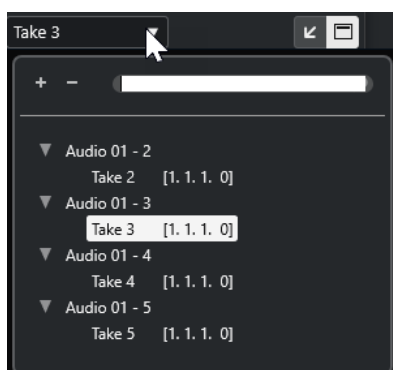 Take 3
+ −
Audio 01 - 2
Take 2 [1. 1. 1. 0]
Audio 01 - 3
Take 3 [1. 1. 1. 0]
Audio 01 - 4
Take 4 [1. 1. 1. 0]
Audio 01 - 5
Take 5 [1. 1. 1. 0]